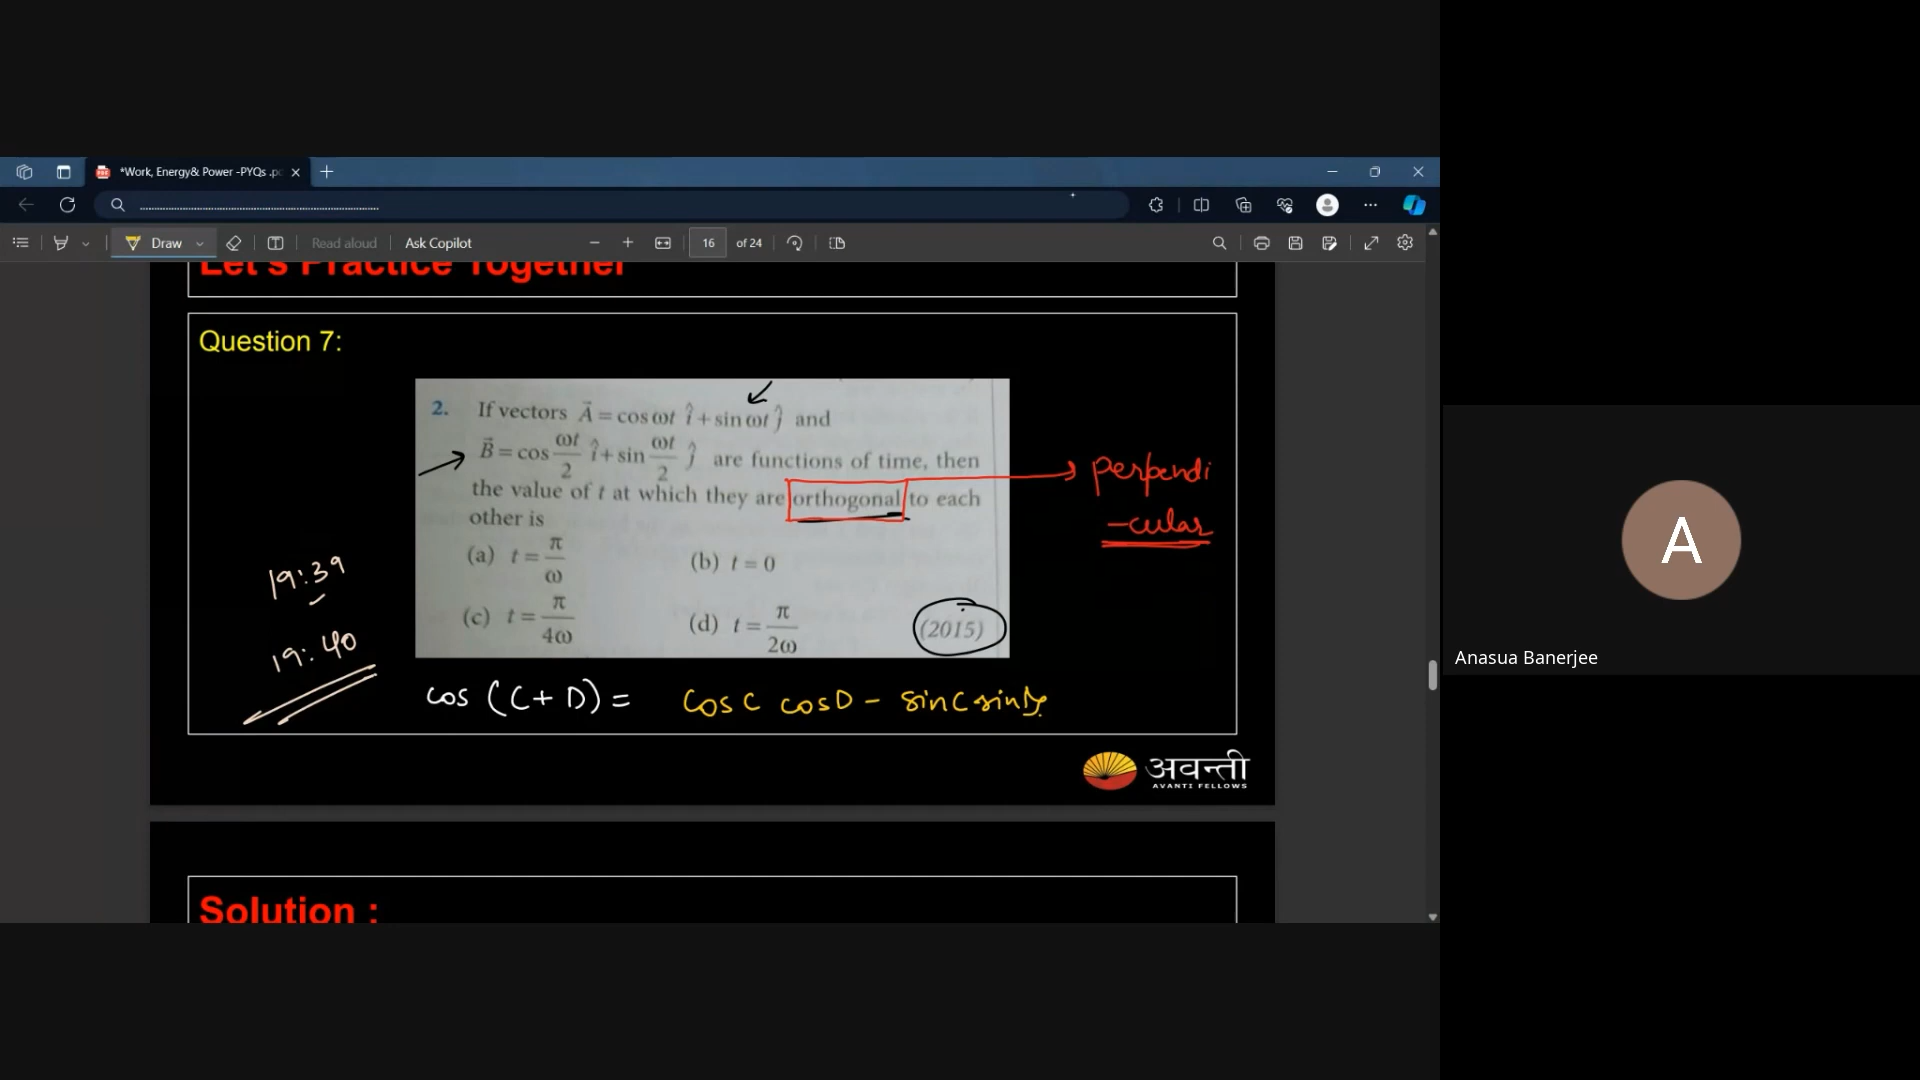 *Work, Energy& Power -PYQs .p
Draw
Read aloud
Ask Copilot
16 of 24
Let's Practice Together
Question 7:
2. If vectors A⃗ = cos ωt î + sin ωt ĵ and
B⃗ = cos ωt/2 î + sin ωt/2 ĵ are functions of time, then
the value of t at which they are orthogonal to each
other is
(a) t = π/ω (b) t = 0
(c) t = π/4ω (d) t = π/2ω (2015)
perpendi
-cular
19:39
19:40
cos (C+D) = cosC cosD - sinC sinD
अवन्ती
AVANTI FELLOWS
Solution :
A
Anasua Banerjee